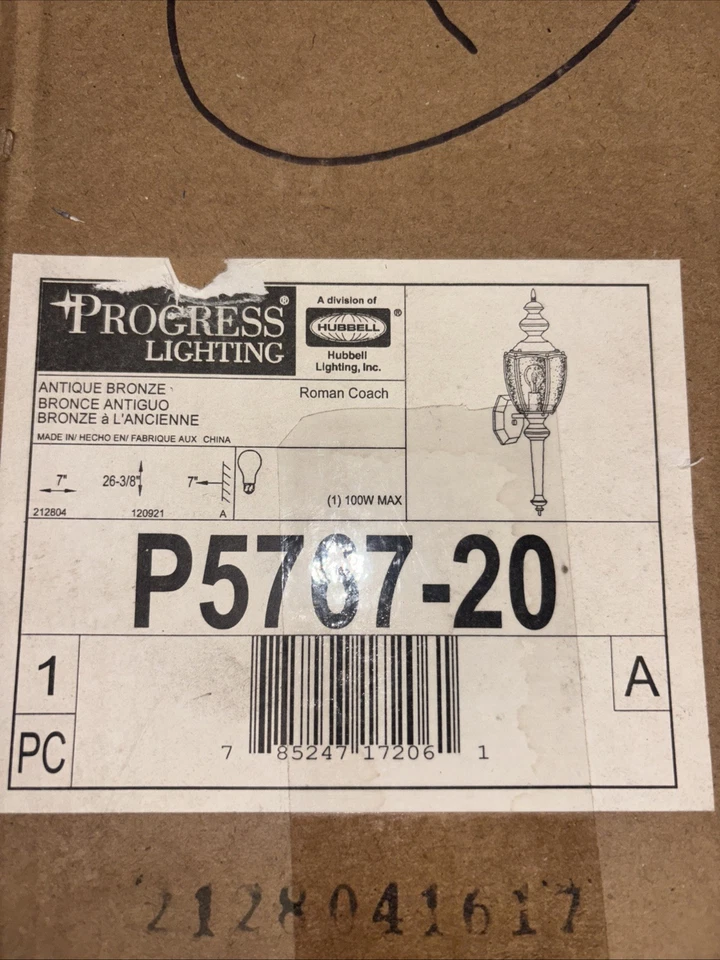 PROGRESS®
LIGHTING
A division of
HUBBELL®
Hubbell
Lighting, Inc.
ANTIQUE BRONZE
BRONCE ANTIGUO
BRONZE à L'ANCIENNE
MADE IN/ HECHO EN/ FABRIQUE AUX CHINA
Roman Coach
7" 26-3/8" 7"
(1) 100W MAX
212804 120921 A
P5767-20
1
PC
A
7 85247 17206 1
2128041617